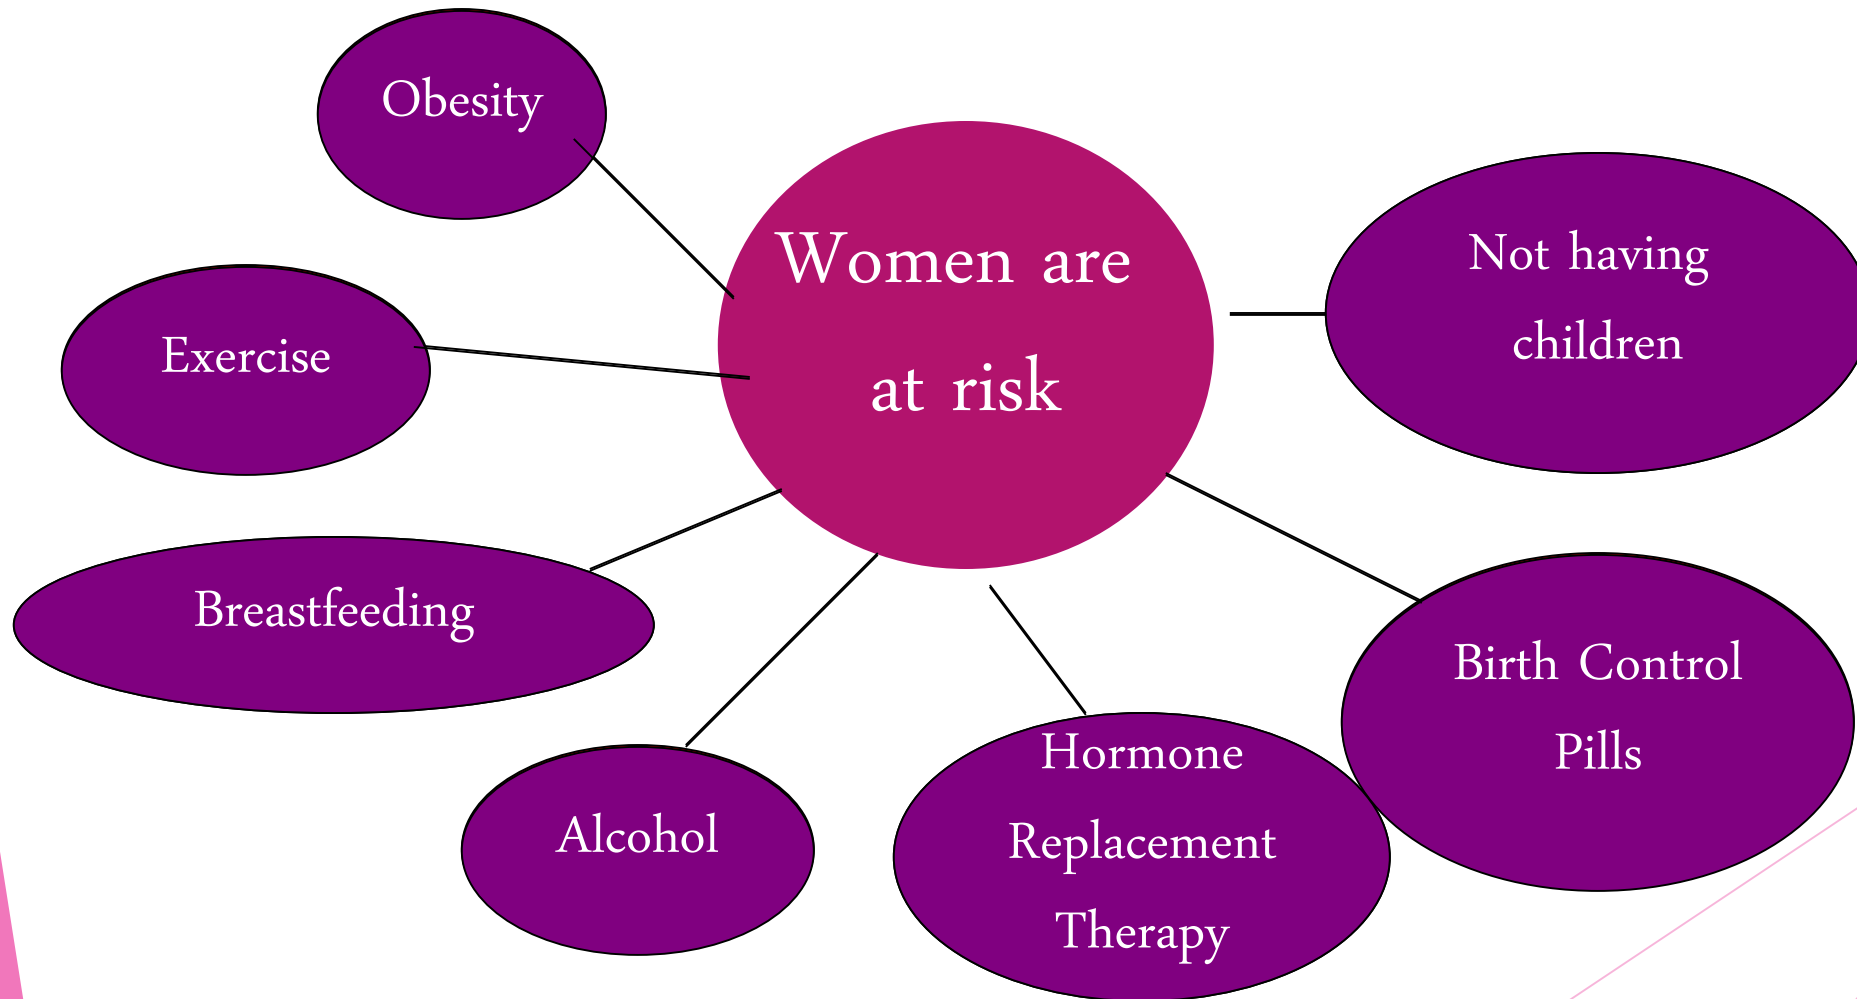 Obesity
Women are
at risk
Not having
children
Exercise
Breastfeeding
Birth Control
Pills
Alcohol
Hormone
Replacement
Therapy